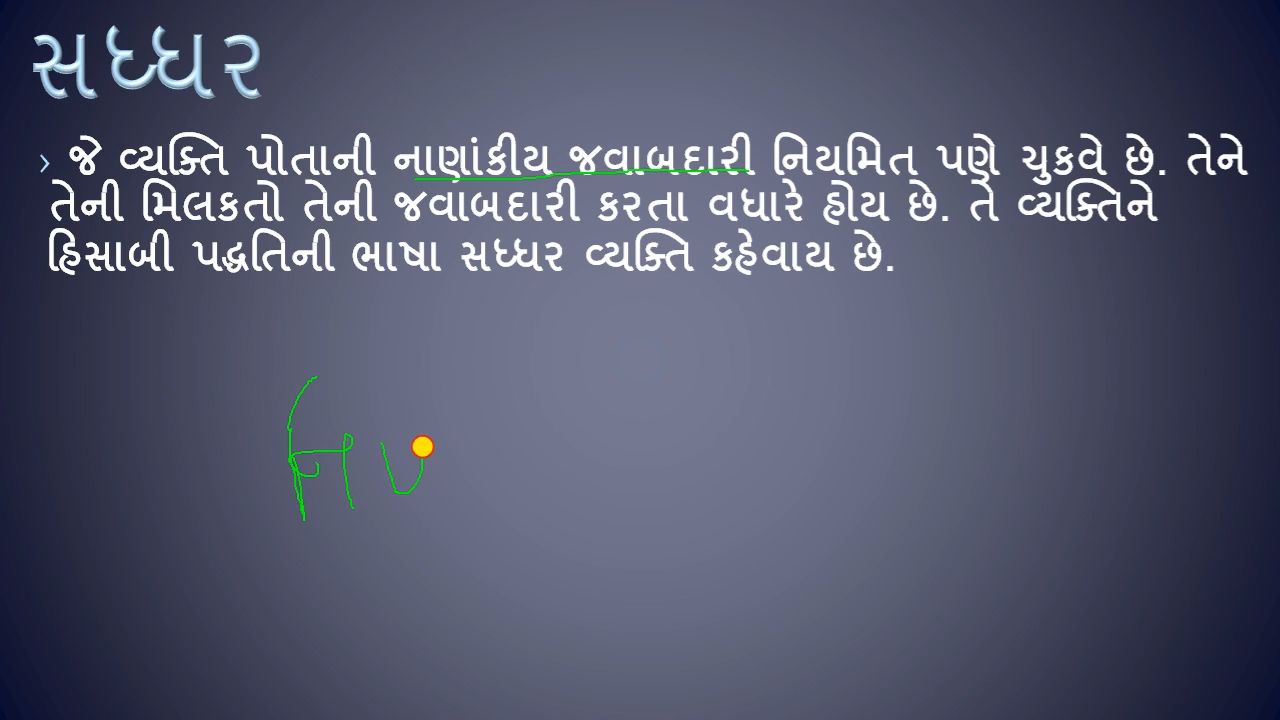 સધ્ધર
› જે વ્યક્તિ પોતાની નાણાંકીય જવાબદારી નિયમિત પણે ચુકવે છે. તેને
તેની મિલકતો તેની જવાબદારી કરતા વધારે હોય છે. તે વ્યક્તિને
હિસાબી પદ્ધતિની ભાષા સધ્ધર વ્યક્તિ કહેવાય છે.